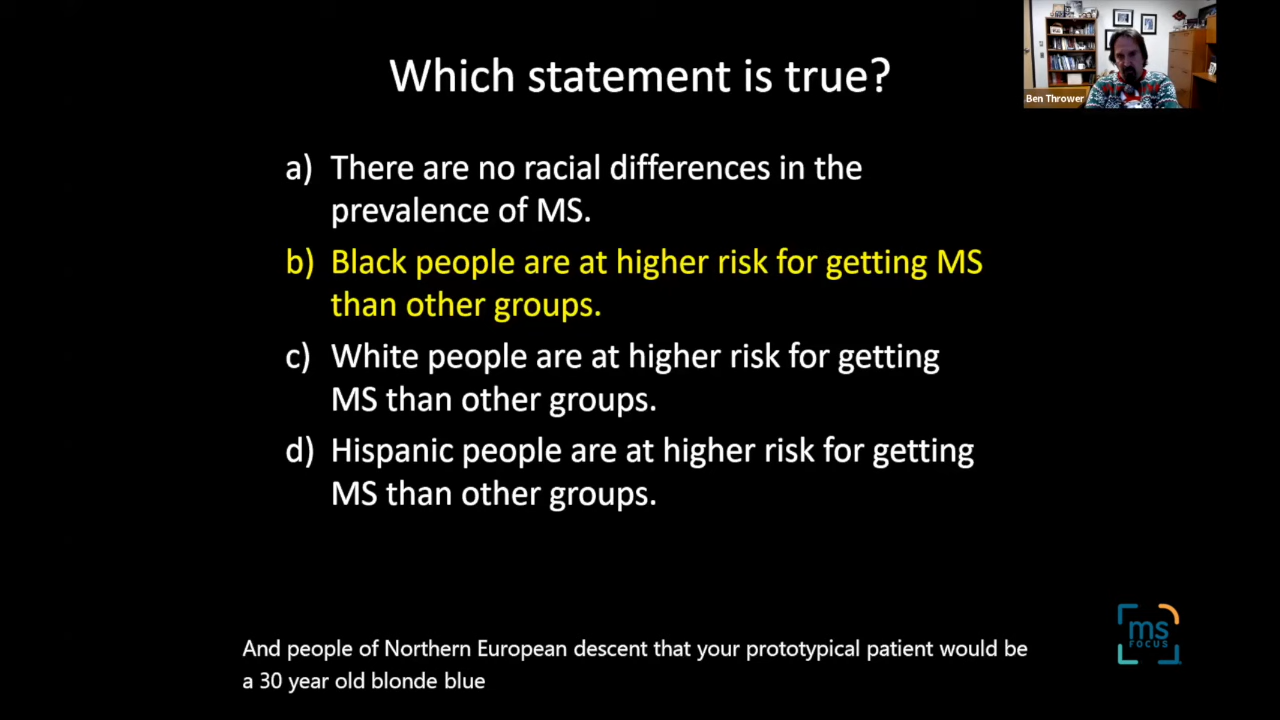 Which statement is true?
Ben Thrower
a) There are no racial differences in the
prevalence of MS.
b) Black people are at higher risk for getting MS
than other groups.
c) White people are at higher risk for getting
MS than other groups.
d) Hispanic people are at higher risk for getting
MS than other groups.
ms
FOCUS
And people of Northern European descent that your prototypical patient would be
a 30 year old blonde blue